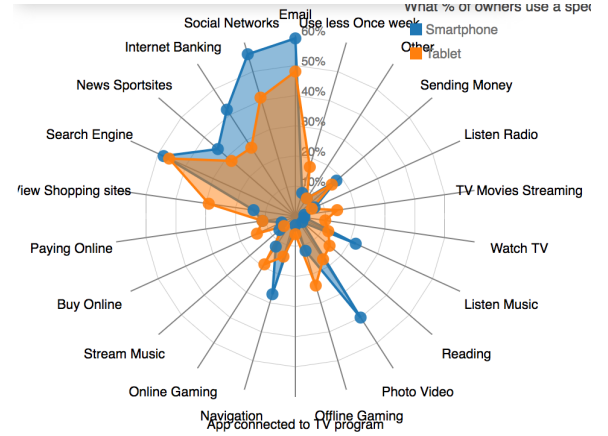 What % of owners use a spec
Smartphone
Tablet
Email
Social Networks
Use less Once week
Internet Banking
Other
News Sportsites
Sending Money
Search Engine
Listen Radio
View Shopping sites
TV Movies Streaming
Paying Online
Watch TV
Buy Online
Listen Music
Stream Music
Reading
Online Gaming
Photo Video
Navigation
Offline Gaming
App connected to TV program
60%
50%
40%
30%
20%
10%